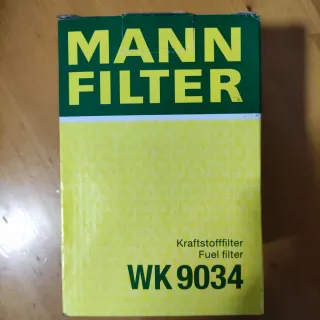 MANN
FILTER
Kraftstofffilter
Fuel filter
WK 9034